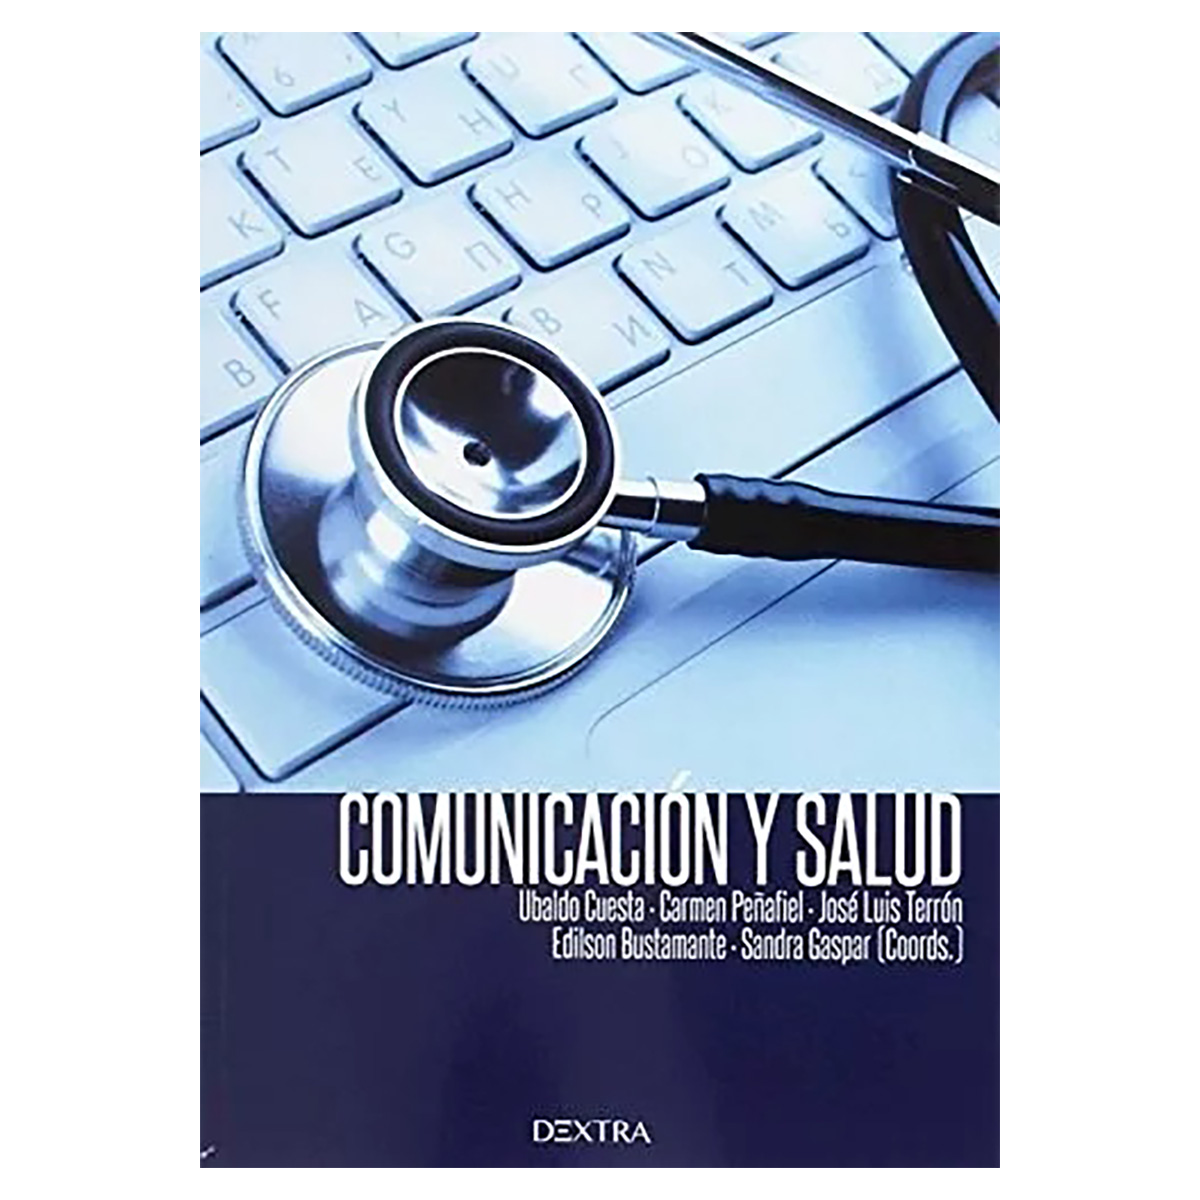 COMUNICACIÓN Y SALUD
Ubaldo Cuesta · Carmen Peñafiel · José Luis Terrón
Edilson Bustamante · Sandra Gaspar (Coords.)
DEXTRA